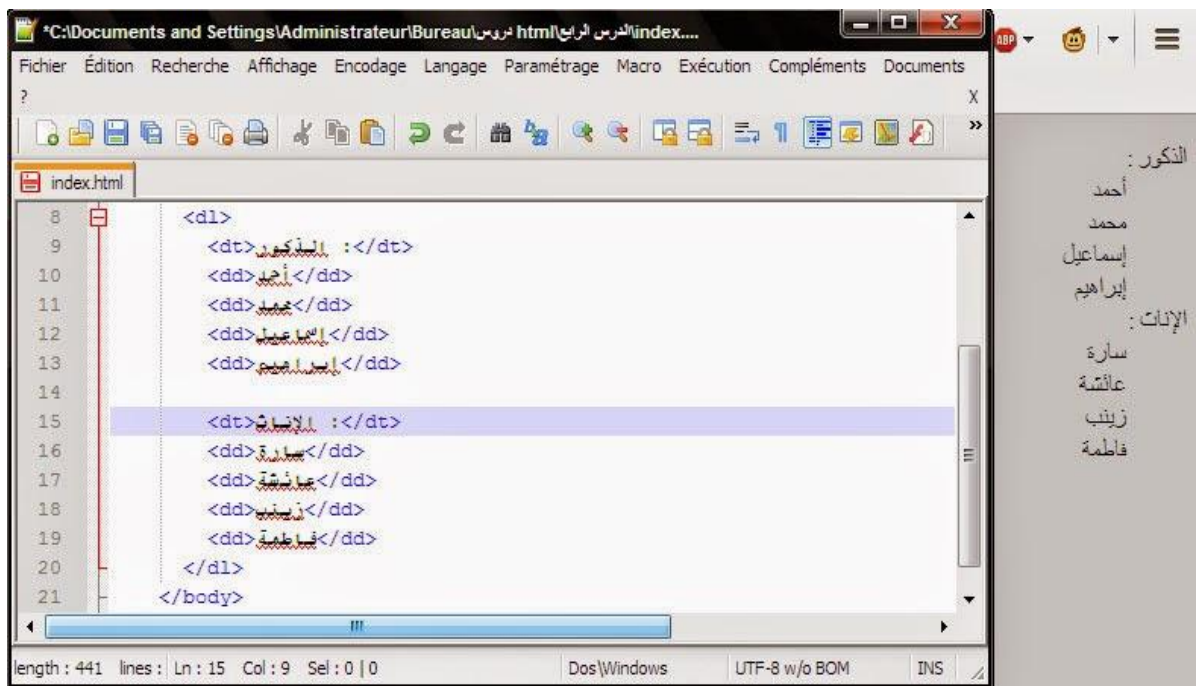 *C:\Documents and Settings\Administrateur\Bureau\دروس html\الدرس الرابع\index....
Fichier Édition Recherche Affichage Encodage Langage Paramétrage Macro Exécution Compléments Documents
? X
ABP
index.html
8 <dl>
9 <dt>الذكور :</dt>
10 <dd>أحمد</dd>
11 <dd>محمد</dd>
12 <dd>إسماعيل</dd>
13 <dd>إبراهيم</dd>
14
15 <dt>الإناث :</dt>
16 <dd>سارة</dd>
17 <dd>عائشة</dd>
18 <dd>زينب</dd>
19 <dd>فاطمة</dd>
20 </dl>
21 </body>
length : 441 lines : Ln : 15 Col : 9 Sel : 0 | 0 Dos\Windows UTF-8 w/o BOM INS
الذكور :
أحمد
محمد
إسماعيل
إبراهيم
الإناث :
سارة
عائشة
زينب
فاطمة